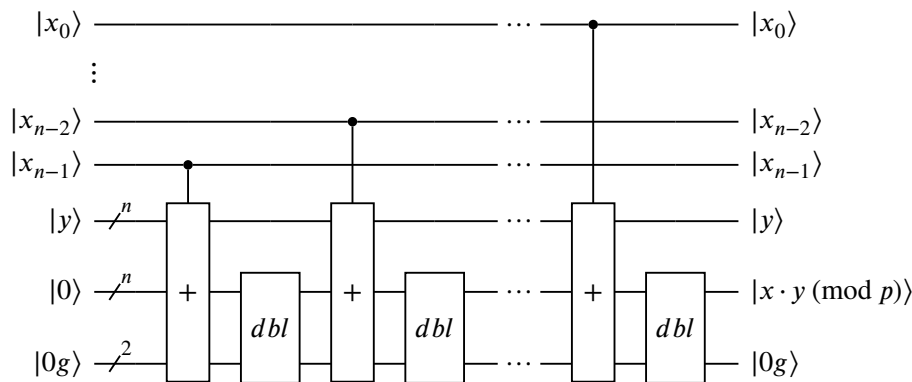 |x₀⟩ ⋯ |x₀⟩
⋮
|xₙ₋₂⟩ ⋯ |xₙ₋₂⟩
|xₙ₋₁⟩ ⋯ |xₙ₋₁⟩
|y⟩ n ⋯ |y⟩
|0⟩ n + dbl + dbl ⋯ + dbl |x · y (mod p)⟩
|0g⟩ 2 ⋯ |0g⟩